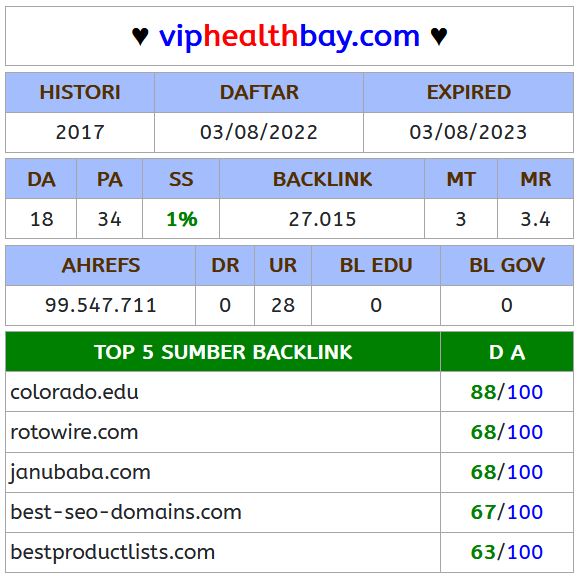 ♥ viphealthbay.com ♥
HISTORI DAFTAR EXPIRED
2017 03/08/2022 03/08/2023
DA PA SS BACKLINK MT MR
18 34 1% 27.015 3 3.4
AHREFS DR UR BL EDU BL GOV
99.547.711 0 28 0 0
TOP 5 SUMBER BACKLINK D A
colorado.edu 88/100
rotowire.com 68/100
janubaba.com 68/100
best-seo-domains.com 67/100
bestproductlists.com 63/100